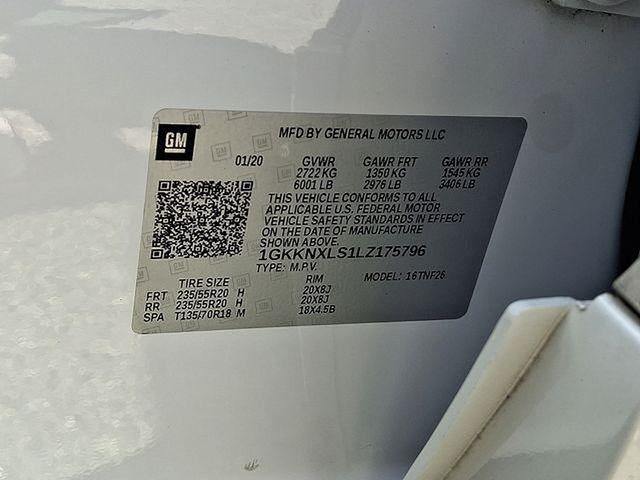 GM
MFD BY GENERAL MOTORS LLC
01/20 GVWR GAWR FRT GAWR RR
2722 KG 1350 KG 1545 KG
6001 LB 2976 LB 3406 LB
THIS VEHICLE CONFORMS TO ALL
APPLICABLE U.S. FEDERAL MOTOR
VEHICLE SAFETY STANDARDS IN EFFECT
ON THE DATE OF MANUFACTURE
SHOWN ABOVE.
1GKKNXLS1LZ175796
TYPE: M.P.V. MODEL: 16TNF26
TIRE SIZE RIM
FRT 235/55R20 H 20X8J
RR 235/55R20 H 20X8J
SPA T135/70R18 M 18X4.5B